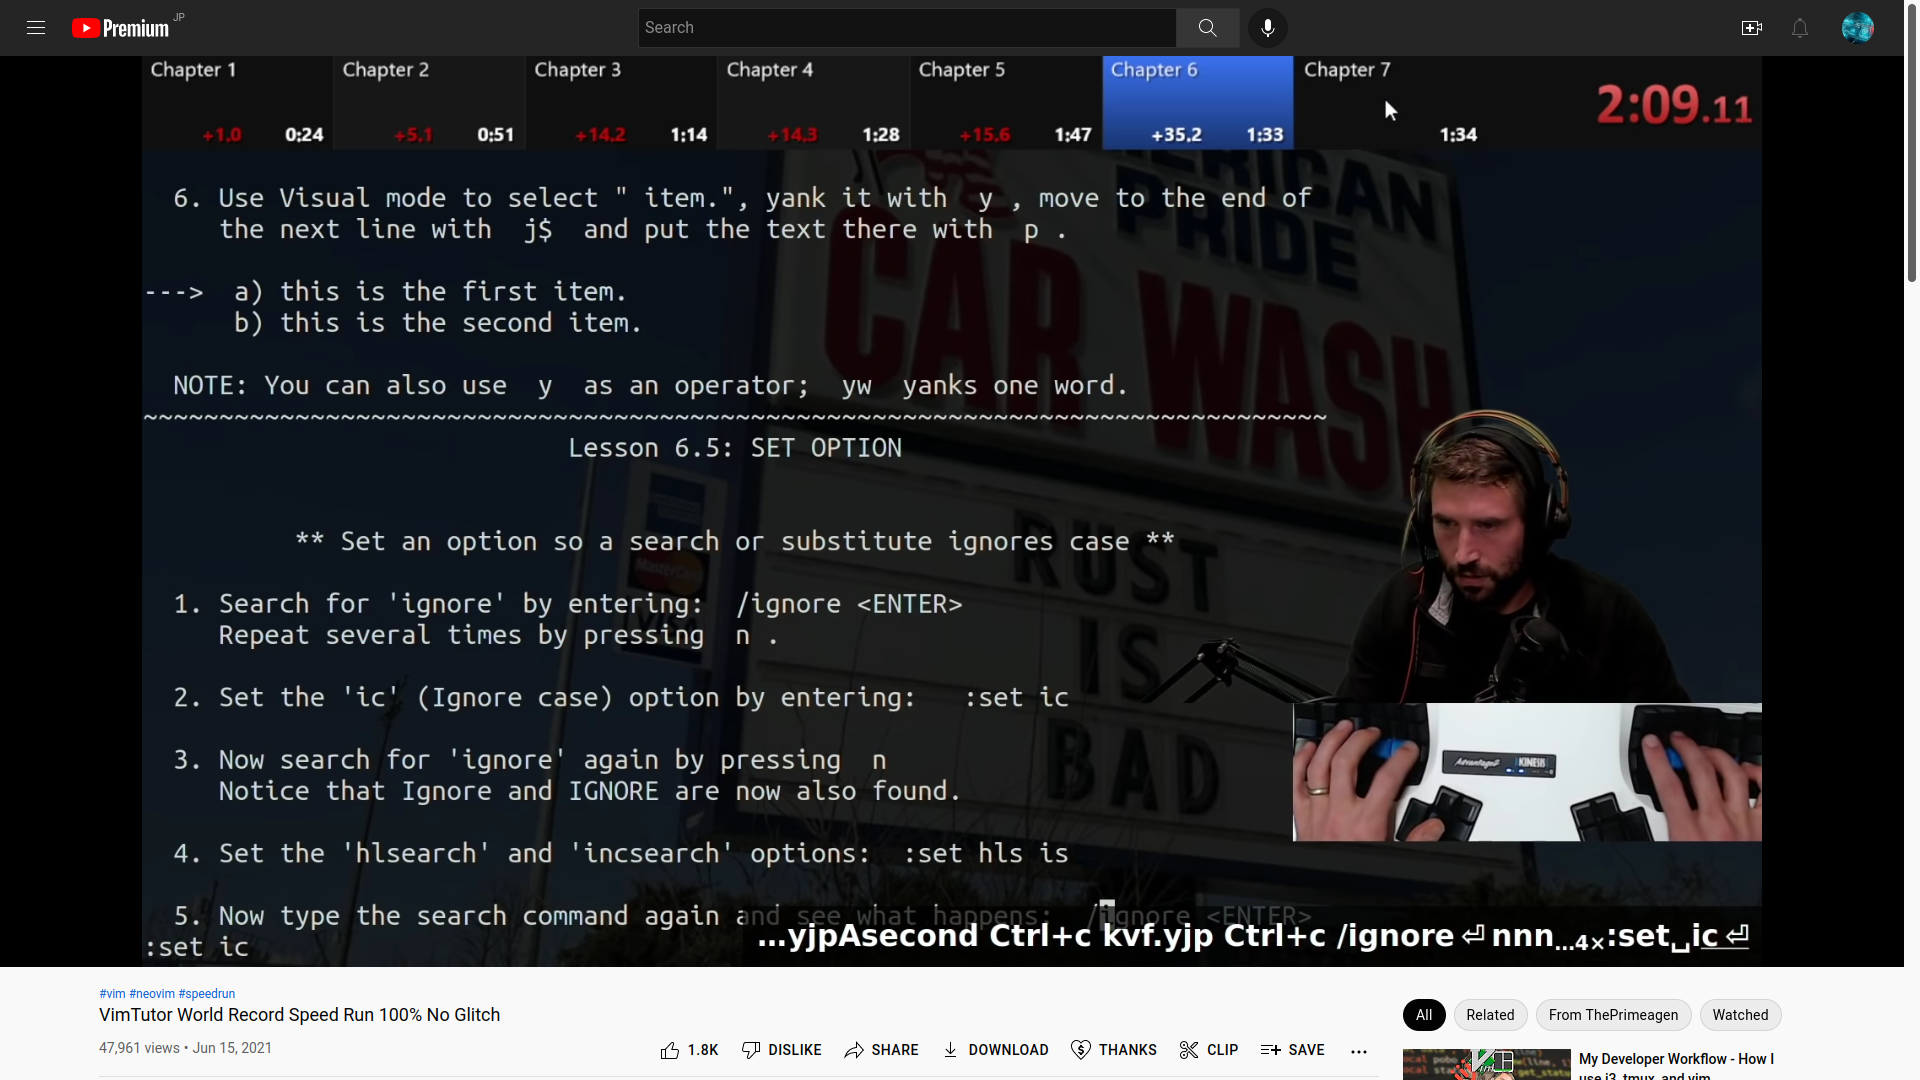 Premium JP
Search
Chapter 1
+1.0 0:24
Chapter 2
+5.1 0:51
Chapter 3
+14.2 1:14
Chapter 4
+14.3 1:28
Chapter 5
+15.6 1:47
Chapter 6
+35.2 1:33
Chapter 7
1:34
2:09.11
6. Use Visual mode to select " item.", yank it with y , move to the end of
the next line with j$ and put the text there with p .
---> a) this is the first item.
b) this is the second item.
NOTE: You can also use y as an operator; yw yanks one word.
~~~~~~~~~~~~~~~~~~~~~~~~~~~~~~~~~~~~~~~~~~~~~~~~~~~~~~~~~~~~~~~~~~~~~~~~~~~~~~
Lesson 6.5: SET OPTION
** Set an option so a search or substitute ignores case **
1. Search for 'ignore' by entering: /ignore <ENTER>
Repeat several times by pressing n .
2. Set the 'ic' (Ignore case) option by entering: :set ic
3. Now search for 'ignore' again by pressing n
Notice that Ignore and IGNORE are now also found.
4. Set the 'hlsearch' and 'incsearch' options: :set hls is
5. Now type the search command again and see what happens: /ignore <ENTER>
:set ic
...yjpAsecond Ctrl+c kvf.yjp Ctrl+c /ignore⏎nnn...4×:set␣ic⏎
AMERICAN
PRIDE
CAR WASH
MasterCard
VISA
RUST
IS
BAD
Advantage2 KINESIS
#vim #neovim #speedrun
VimTutor World Record Speed Run 100% No Glitch
47,961 views • Jun 15, 2021
1.8K DISLIKE SHARE DOWNLOAD THANKS CLIP SAVE
All Related From ThePrimeagen Watched
My Developer Workflow - How I
use i3, tmux, and vim